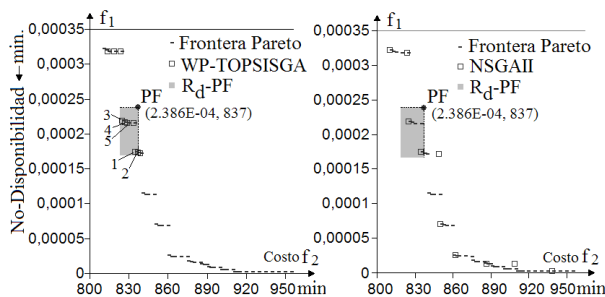 f1
0,00035
Frontera Pareto
WP-TOPSISGA
Rd-PF
0,0003
0,00025
PF
(2.386E-04, 837)
3
4
5
0,0002
1
2
0,00015
0,0001
0,00005
0
No-Disponibilidad ← min.
Costo f2
800 830 860 890 920 950 min
f1
0,00035
Frontera Pareto
NSGAII
Rd-PF
0,0003
0,00025
PF
(2.386E-04, 837)
0,0002
0,00015
0,0001
0,00005
0
Costo f2
800 830 860 890 920 950 min